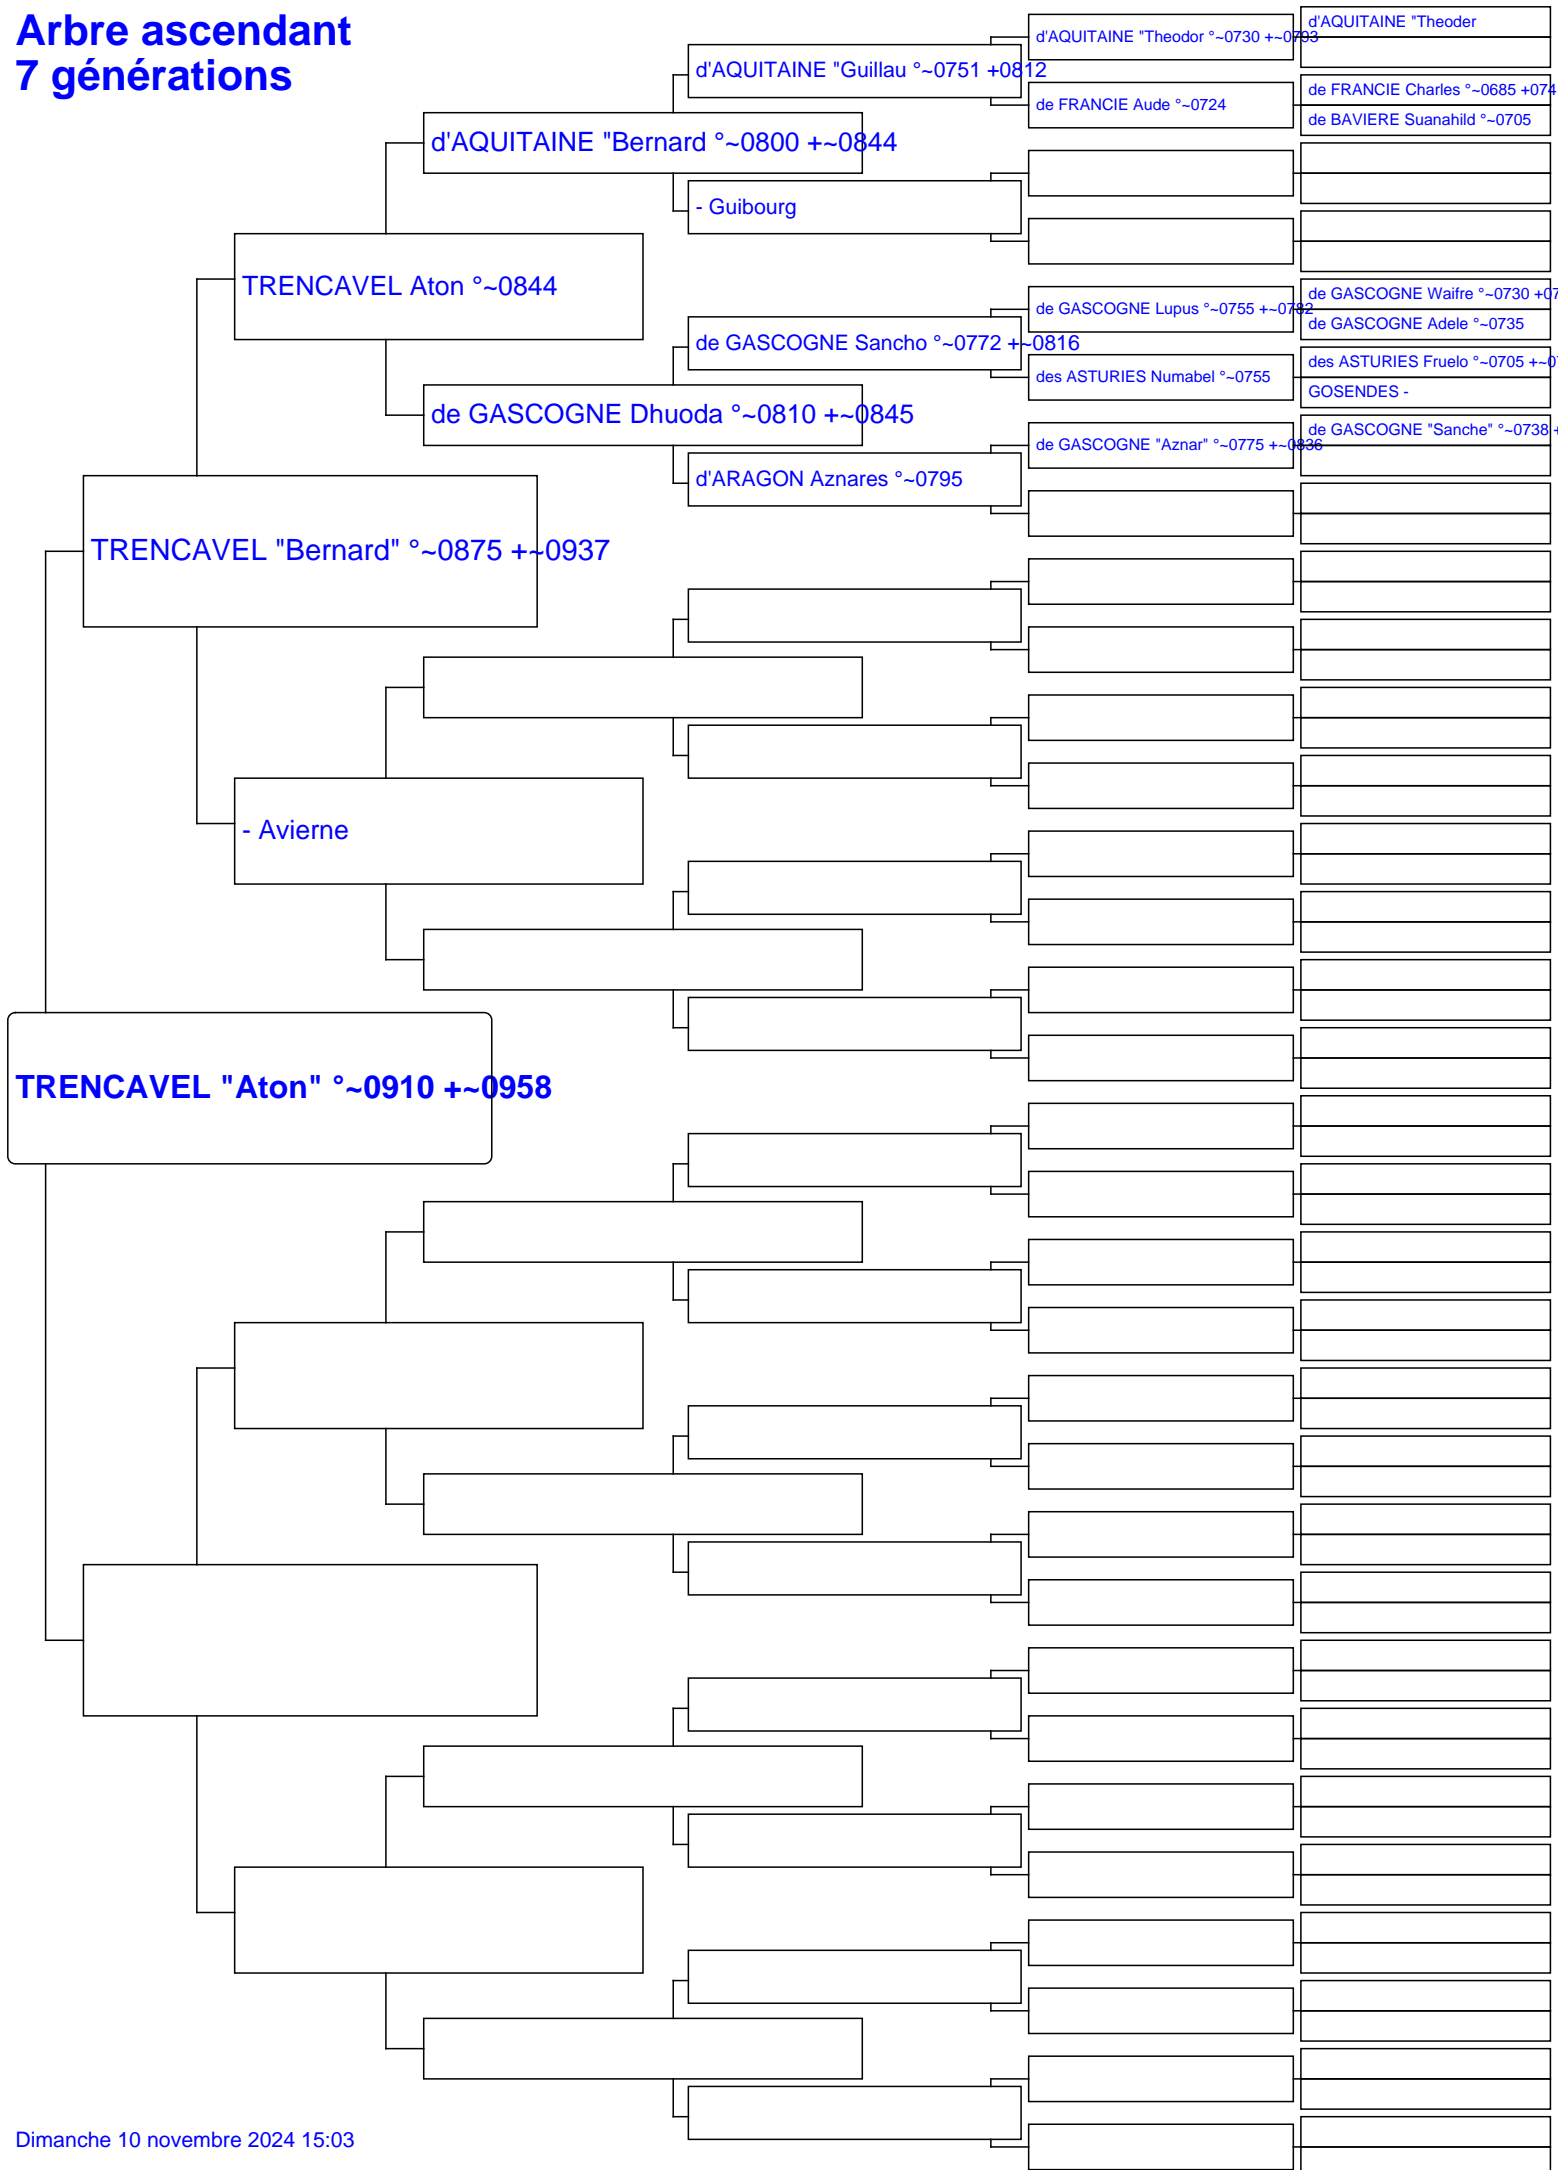 Arbre ascendant
7 générations
d'AQUITAINE "Theoder
d'AQUITAINE "Theodor °~0730 +~0793
d'AQUITAINE "Guillau °~0751 +0812
de FRANCIE Charles °~0685 +074
de FRANCIE Aude °~0724
de BAVIERE Suanahild °~0705
d'AQUITAINE "Bernard °~0800 +~0844
- Guibourg
TRENCAVEL Aton °~0844
de GASCOGNE Waifre °~0730 +07
de GASCOGNE Lupus °~0755 +~0782
de GASCOGNE Adele °~0735
de GASCOGNE Sancho °~0772 +~0816
des ASTURIES Fruelo °~0705 +~07
des ASTURIES Numabel °~0755
GOSENDES -
de GASCOGNE Dhuoda °~0810 +~0845
de GASCOGNE "Sanche" °~0738 +
de GASCOGNE "Aznar" °~0775 +~0836
d'ARAGON Aznares °~0795
TRENCAVEL "Bernard" °~0875 +~0937
- Avierne
TRENCAVEL "Aton" °~0910 +~0958
Dimanche 10 novembre 2024 15:03